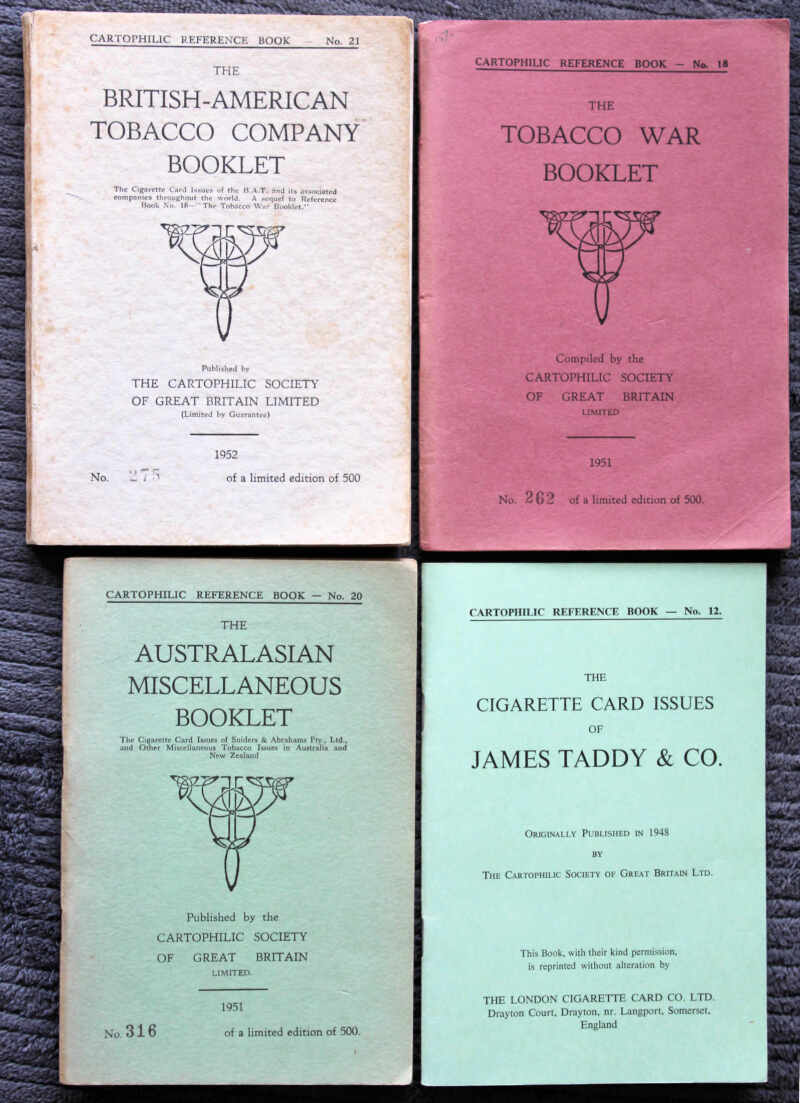 CARTOPHILIC REFERENCE BOOK — No. 21
THE
BRITISH-AMERICAN
TOBACCO COMPANY
BOOKLET
The Cigarette Card Issues of the B.A.T. and its associated
companies throughout the world. A sequel to Reference
Book No. 18—"The Tobacco War Booklet."
Published by
THE CARTOPHILIC SOCIETY
OF GREAT BRITAIN LIMITED
(Limited by Guarantee)
1952
No. 275 of a limited edition of 500
CARTOPHILIC REFERENCE BOOK — No. 18
THE
TOBACCO WAR
BOOKLET
Compiled by the
CARTOPHILIC SOCIETY
OF GREAT BRITAIN
LIMITED
1951
No. 262 of a limited edition of 500.
CARTOPHILIC REFERENCE BOOK — No. 20
THE
AUSTRALASIAN
MISCELLANEOUS
BOOKLET
The Cigarette Card Issues of Sniders & Abrahams Pty., Ltd.,
and Other Miscellaneous Tobacco Issues in Australia and
New Zealand
Published by the
CARTOPHILIC SOCIETY
OF GREAT BRITAIN
LIMITED.
1951
No. 316 of a limited edition of 500.
CARTOPHILIC REFERENCE BOOK — No. 12.
THE
CIGARETTE CARD ISSUES
OF
JAMES TADDY & CO.
Originally Published in 1948
BY
The Cartophilic Society of Great Britain Ltd.
This Book, with their kind permission,
is reprinted without alteration by
THE LONDON CIGARETTE CARD CO. LTD.
Drayton Court, Drayton, nr. Langport, Somerset,
England